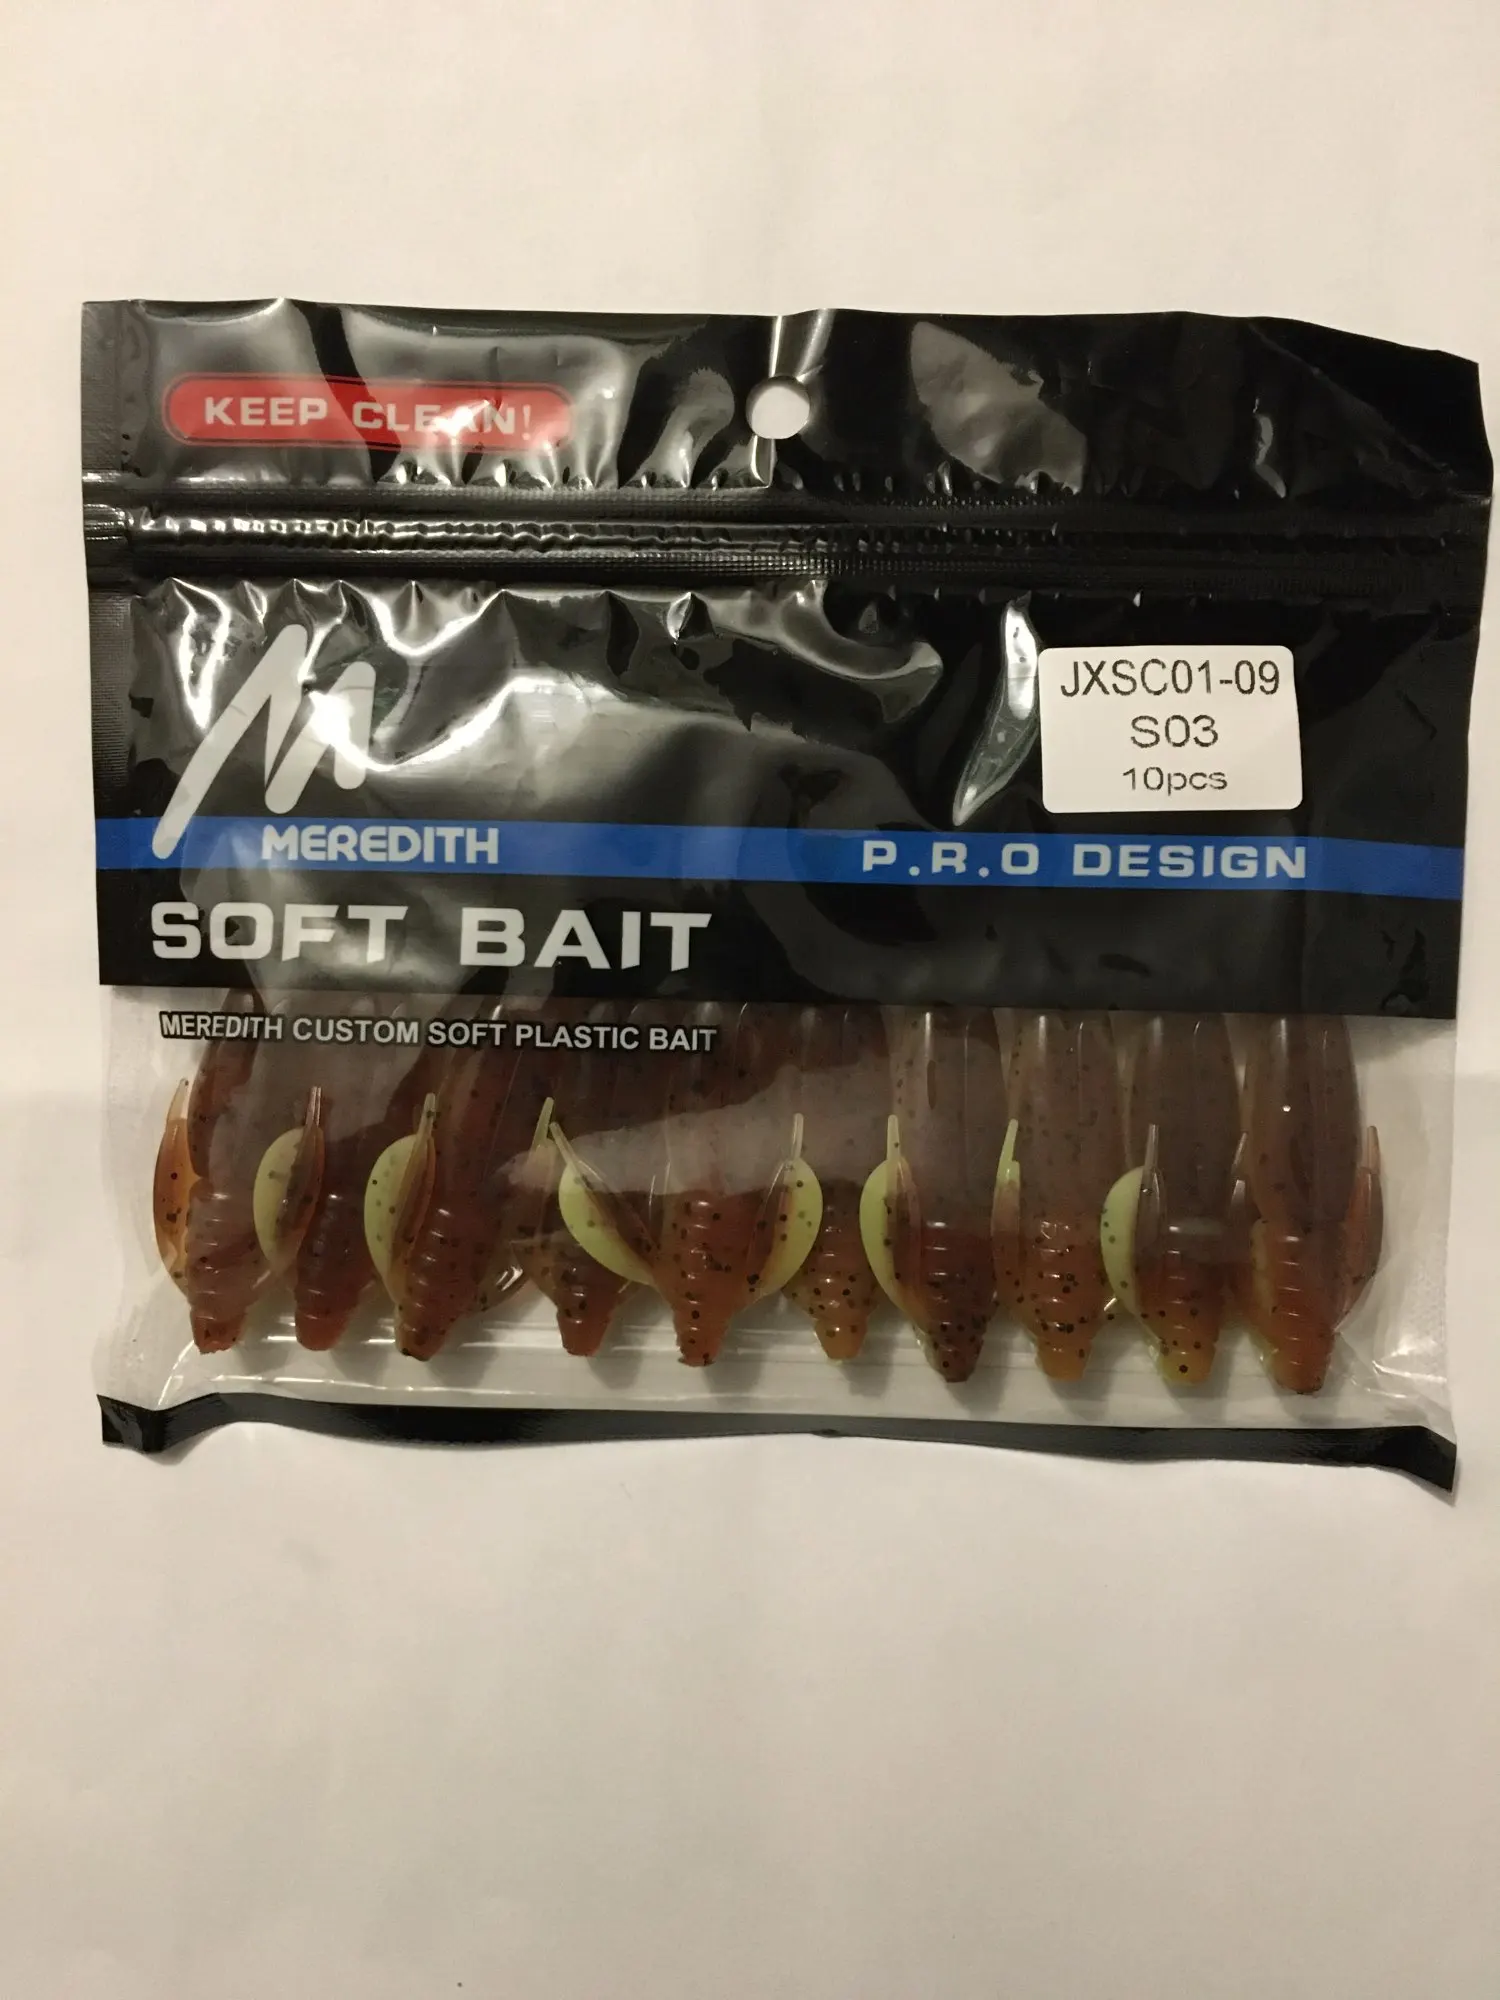 KEEP CLEAN!
JXSC01-09
S03
10pcs
MEREDITH
P.R.O DESIGN
SOFT BAIT
MEREDITH CUSTOM SOFT PLASTIC BAIT